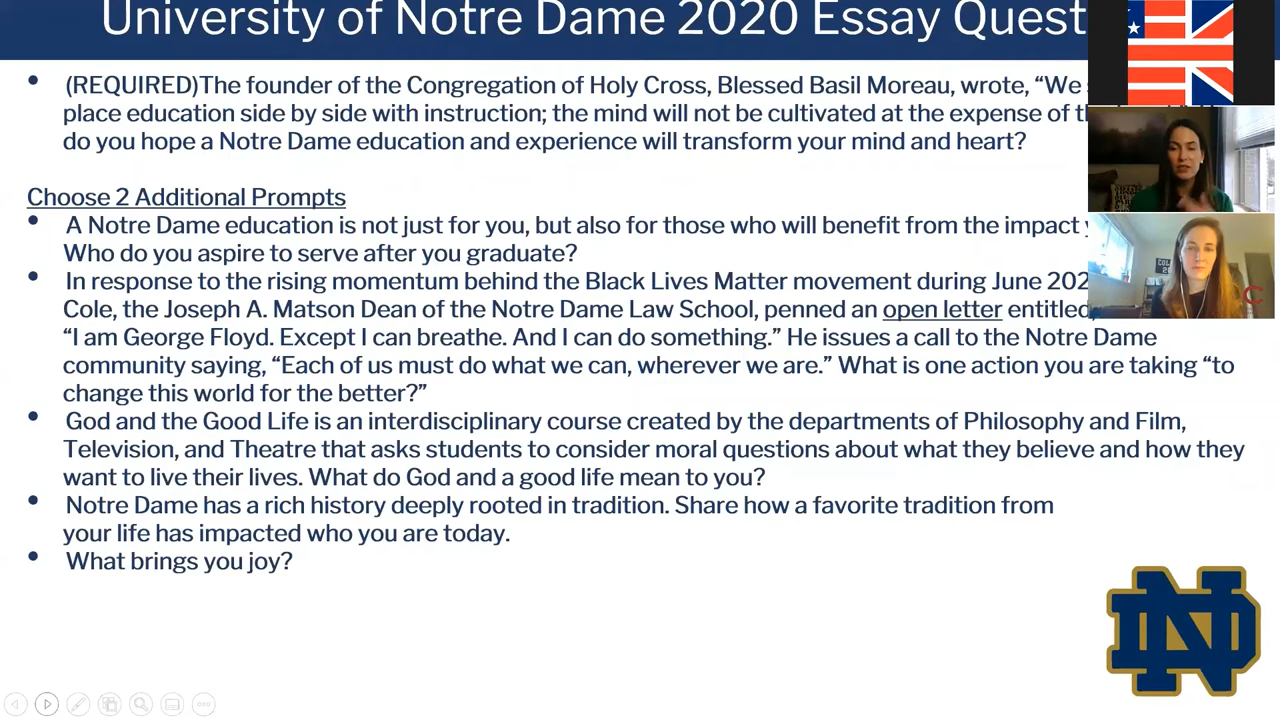 University of Notre Dame 2020 Essay Quest
• (REQUIRED)The founder of the Congregation of Holy Cross, Blessed Basil Moreau, wrote, “We
place education side by side with instruction; the mind will not be cultivated at the expense of
do you hope a Notre Dame education and experience will transform your mind and heart?
Choose 2 Additional Prompts
• A Notre Dame education is not just for you, but also for those who will benefit from the impact
Who do you aspire to serve after you graduate?
• In response to the rising momentum behind the Black Lives Matter movement during June 202
Cole, the Joseph A. Matson Dean of the Notre Dame Law School, penned an open letter entitled,
“I am George Floyd. Except I can breathe. And I can do something.” He issues a call to the Notre Dame
community saying, “Each of us must do what we can, wherever we are.” What is one action you are taking “to
change this world for the better?”
• God and the Good Life is an interdisciplinary course created by the departments of Philosophy and Film,
Television, and Theatre that asks students to consider moral questions about what they believe and how they
want to live their lives. What do God and a good life mean to you?
• Notre Dame has a rich history deeply rooted in tradition. Share how a favorite tradition from
your life has impacted who you are today.
• What brings you joy?
ND